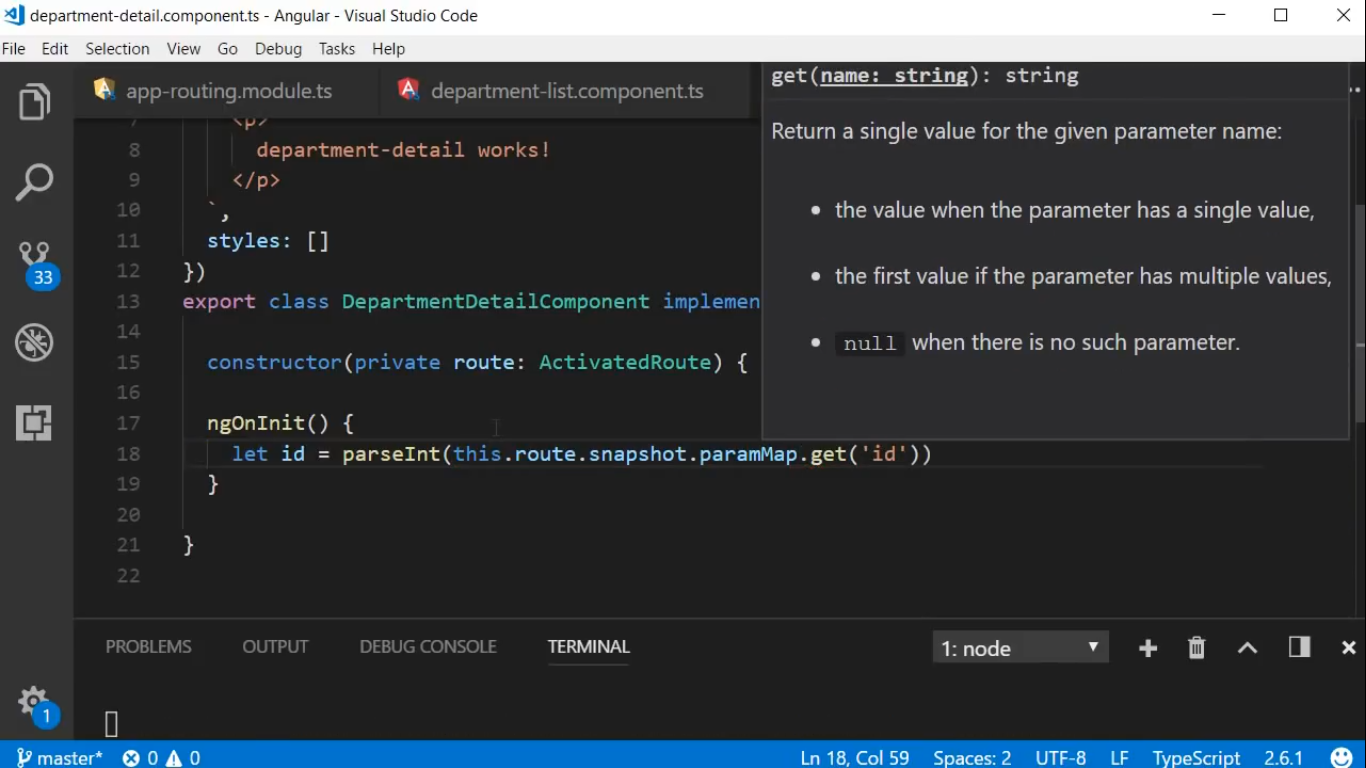 department-detail.component.ts - Angular - Visual Studio Code
File Edit Selection View Go Debug Tasks Help
app-routing.module.ts department-list.component.ts
get(name: string): string
Return a single value for the given parameter name:
• the value when the parameter has a single value,
• the first value if the parameter has multiple values,
• null when there is no such parameter.
7 <p>
8 department-detail works!
9 </p>
10 `,
11 styles: []
12 })
13 export class DepartmentDetailComponent implemen
14
15 constructor(private route: ActivatedRoute) {
16
17 ngOnInit() {
18 let id = parseInt(this.route.snapshot.paramMap.get('id'))
19 }
20
21 }
22
33
1
PROBLEMS OUTPUT DEBUG CONSOLE TERMINAL 1: node
master* 0 0 Ln 18, Col 59 Spaces: 2 UTF-8 LF TypeScript 2.6.1